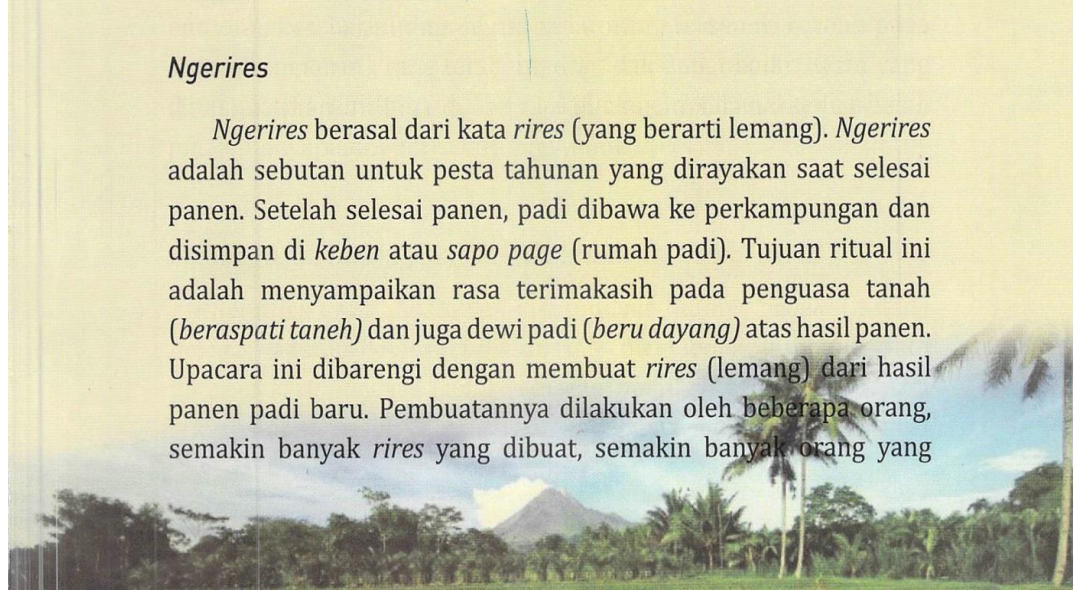 Ngerires
Ngerires berasal dari kata rires (yang berarti lemang). Ngerires
adalah sebutan untuk pesta tahunan yang dirayakan saat selesai
panen. Setelah selesai panen, padi dibawa ke perkampungan dan
disimpan di keben atau sapo page (rumah padi). Tujuan ritual ini
adalah menyampaikan rasa terimakasih pada penguasa tanah
(beraspati taneh) dan juga dewi padi (beru dayang) atas hasil panen.
Upacara ini dibarengi dengan membuat rires (lemang) dari hasil
panen padi baru. Pembuatannya dilakukan oleh beberapa orang,
semakin banyak rires yang dibuat, semakin banyak orang yang